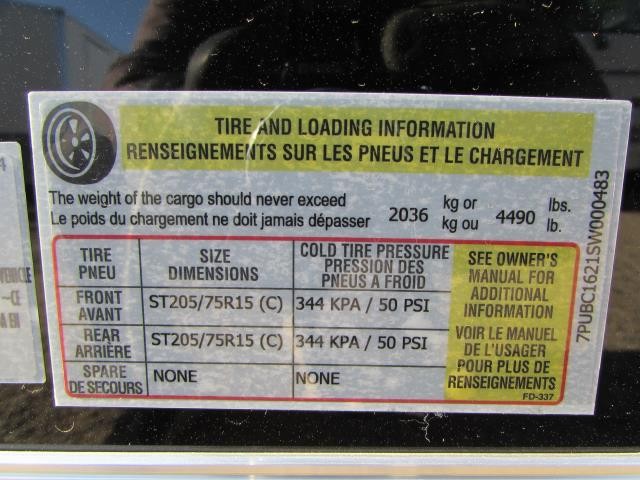 TIRE AND LOADING INFORMATION
RENSEIGNEMENTS SUR LES PNEUS ET LE CHARGEMENT
The weight of the cargo should never exceed
Le poids du chargement ne doit jamais dépasser
2036
kg or
kg ou
4490
lbs.
lb.
TIRE
PNEU
SIZE
DIMENSIONS
COLD TIRE PRESSURE
PRESSION DES
PNEUS A FROID
FRONT
AVANT
ST205/75R15 (C)
344 KPA / 50 PSI
REAR
ARRIÈRE
ST205/75R15 (C)
344 KPA / 50 PSI
SPARE
DE SECOURS
NONE
NONE
SEE OWNER'S
MANUAL FOR
ADDITIONAL
INFORMATION
VOIR LE MANUEL
DE L'USAGER
POUR PLUS DE
RENSEIGNEMENTS
FD-337
7PUBC1621SW000483
4
VEHICLE
-CE
A EN